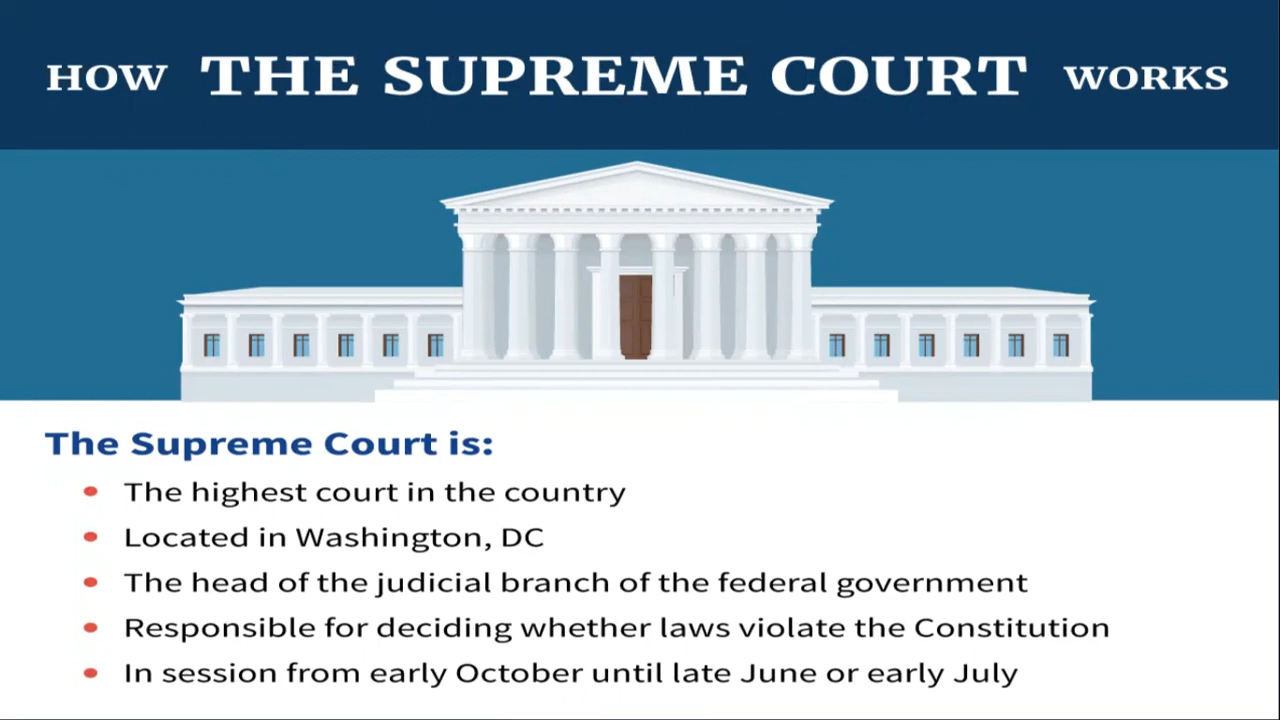 HOW THE SUPREME COURT WORKS
The Supreme Court is:
• The highest court in the country
• Located in Washington, DC
• The head of the judicial branch of the federal government
• Responsible for deciding whether laws violate the Constitution
• In session from early October until late June or early July